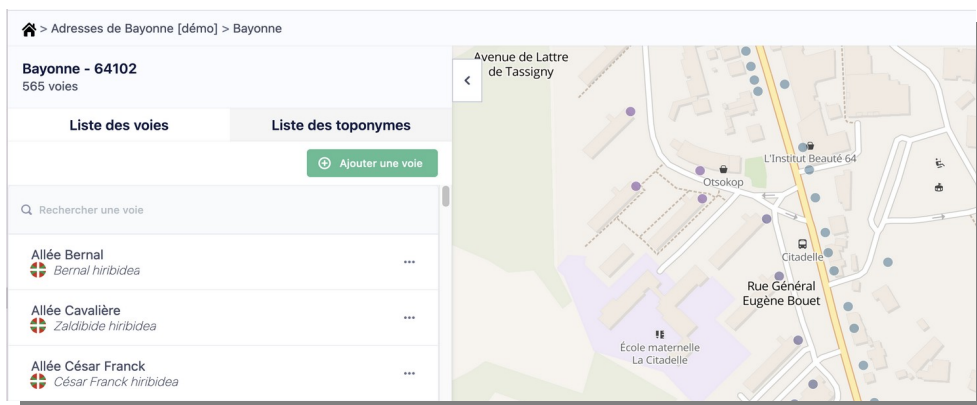 > Adresses de Bayonne [démo] > Bayonne
Bayonne - 64102
565 voies
Liste des voies
Liste des toponymes
Ajouter une voie
Rechercher une voie
Allée Bernal
Bernal hiribidea
...
Allée Cavalière
Zaldibide hiribidea
...
Allée César Franck
César Franck hiribidea
...
Avenue de Lattre
de Tassigny
L'Institut Beauté 64
Otsokop
Citadelle
Rue Général
Eugène Bouet
École maternelle
La Citadelle